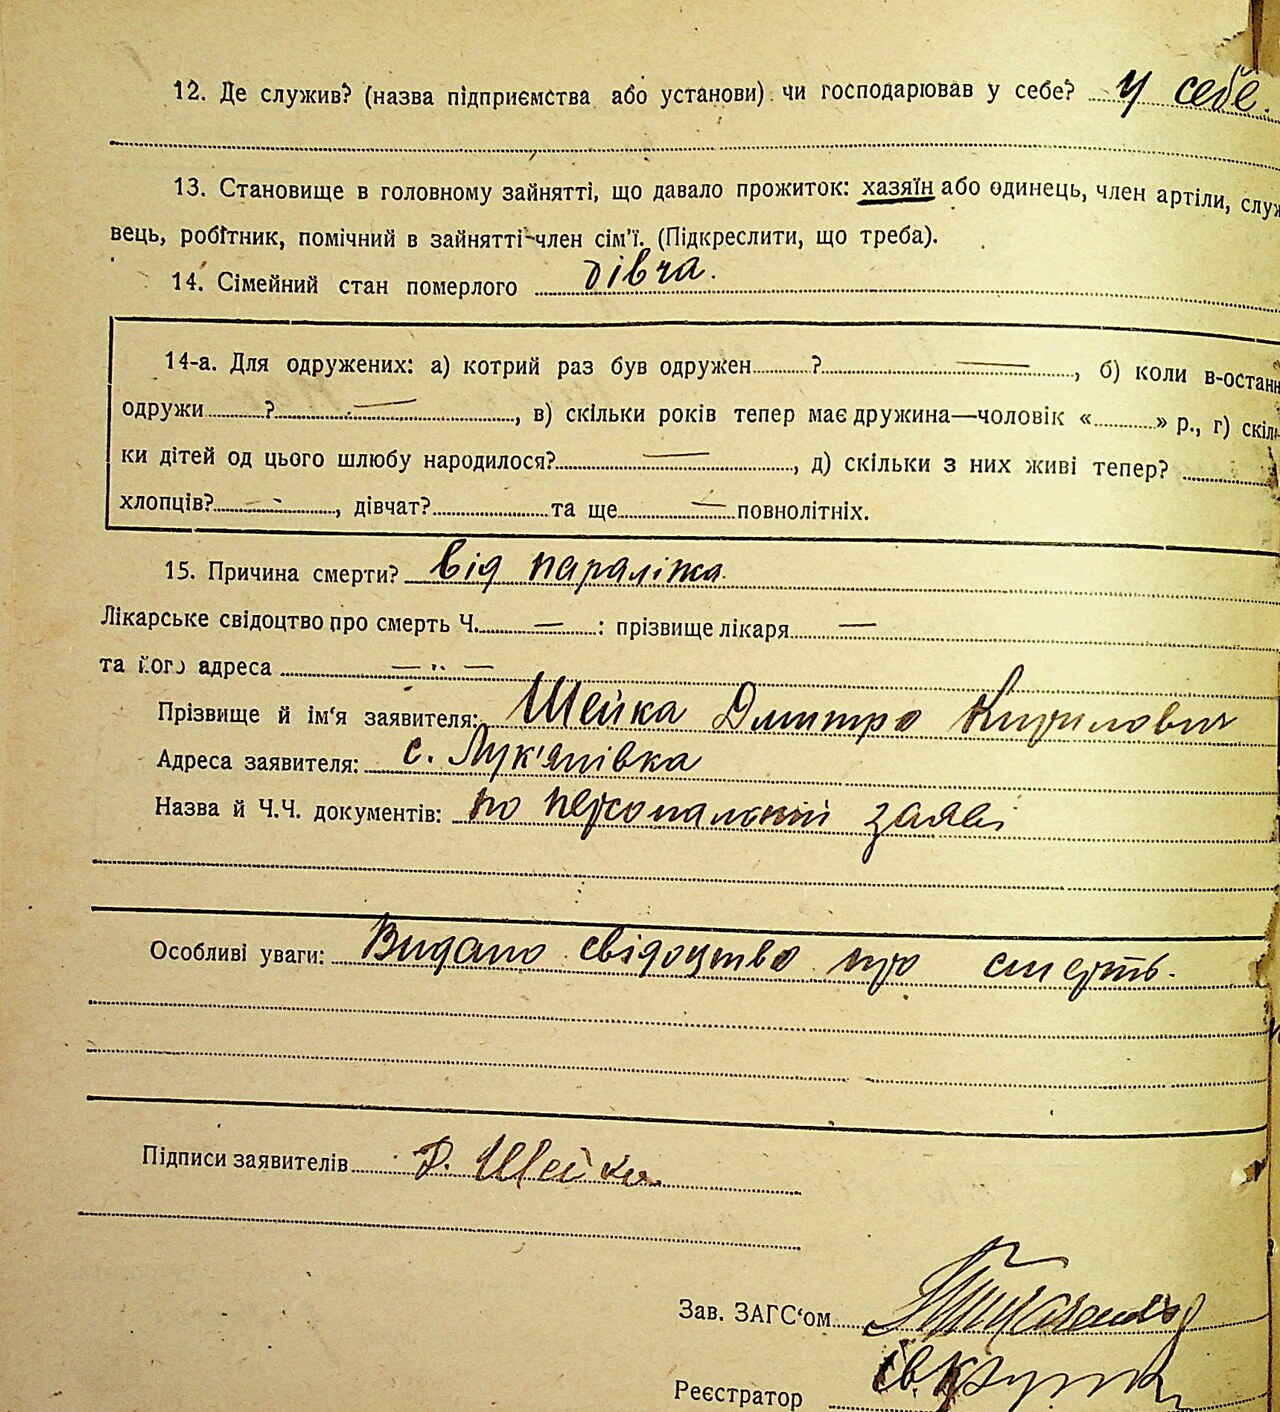 12. Де служив? (назва підприємства або установи) чи господарював у себе? у себе.
13. Становище в головному зайнятті, що давало прожиток: хазяїн або одинець, член артіли, служ
вець, робітник, помічний в зайнятті член сім'ї. (Підкреслити, що треба).
14. Сімейний стан померлого дівча.
14-а. Для одружених: а) котрий раз був одружен ? —, б) коли в-останн
одружи ? —, в) скільки років тепер має дружина—чоловік « » р., г) скіль
ки дітей од цього шлюбу народилося? —, д) скільки з них живі тепер?
хлопців? —, дівчат? та ще — повнолітніх.
15. Причина смерти? від параліжа
Лікарське свідоцтво про смерть Ч. — : прізвище лікаря —
та його адреса — " —
Прізвище й ім'я заявителя: Шейка Дмитро Кирилович
Адреса заявителя: с. Лук'янівка
Назва й Ч.Ч. документів: по персональній заяві
Особливі уваги: Видано свідоцтво про смерть.
Підписи заявителів Д. Шейка
Зав. ЗАГС'ом
Реєстратор